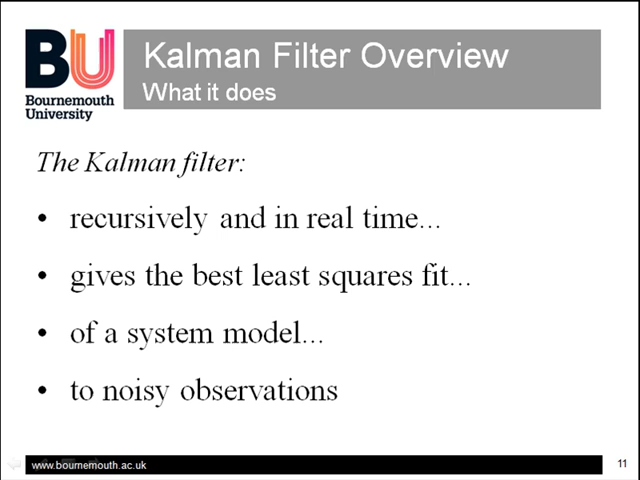 BU
Bournemouth
University
Kalman Filter Overview
What it does
The Kalman filter:
• recursively and in real time...
• gives the best least squares fit...
• of a system model...
• to noisy observations
www.bournemouth.ac.uk
11